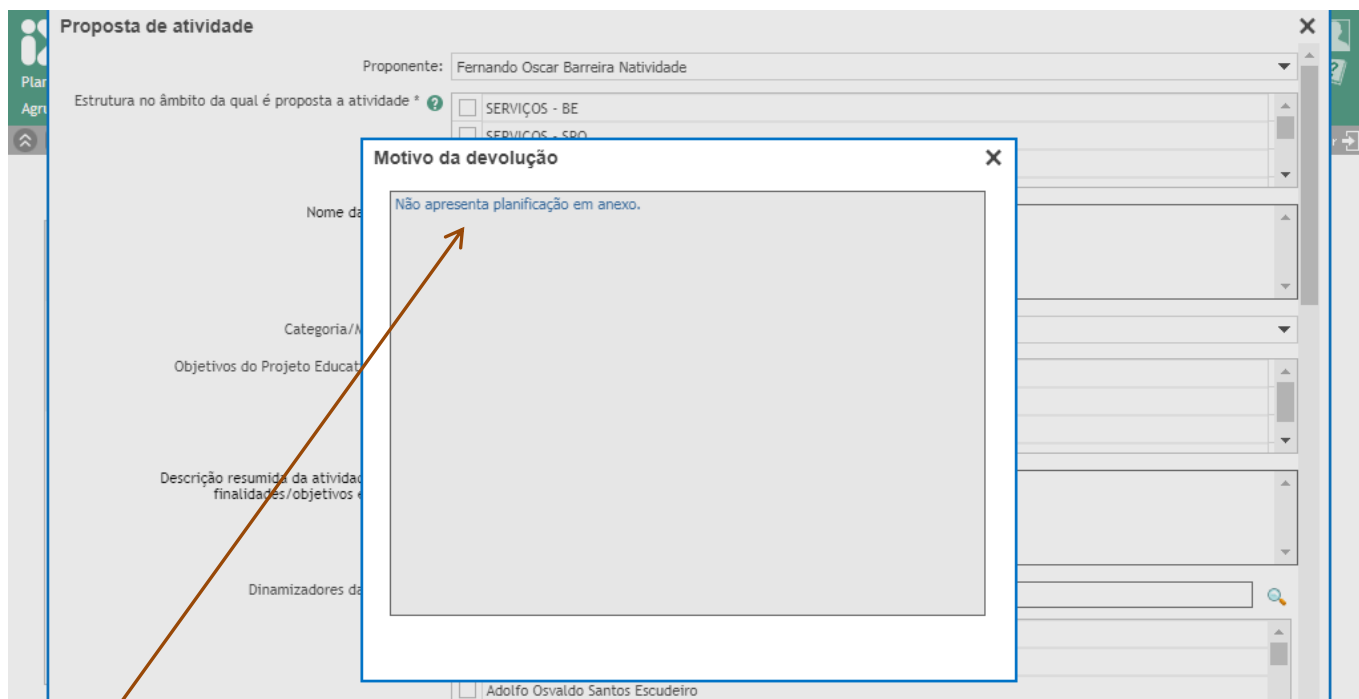 Proposta de atividade
Proponente: Fernando Oscar Barreira Natividade
Estrutura no âmbito da qual é proposta a atividade *
SERVIÇOS - BE
SERVIÇOS - SPO
Motivo da devolução
Não apresenta planificação em anexo.
Nome da
Categoria/M
Objetivos do Projeto Educat
Descrição resumida da atividad
finalidades/objetivos e
Dinamizadores da
Adolfo Osvaldo Santos Escudeiro
Plan
Agru
r